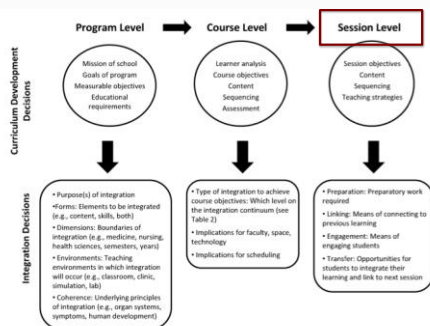 Program Level
Course Level
Session Level
Curriculum Development
Decisions
Mission of school
Goals of program
Measurable objectives
Educational
requirements
Learner analysis
Course objectives
Content
Sequencing
Assessment
Session objectives
Content
Sequencing
Teaching strategies
Integration Decisions
• Purpose(s) of integration
• Forms: Elements to be integrated
(e.g., content, skills, both)
• Dimensions: Boundaries of
integration (e.g., medicine, nursing,
health sciences, semesters, years)
• Environments: Teaching
environments in which integration
will occur (e.g., classroom, clinic,
simulation, lab)
• Coherence: Underlying principles
of integration (e.g., organ systems,
symptoms, human development)
• Type of integration to achieve
course objectives: Which level on
the integration continuum (see
Table 2)
• Implications for faculty, space,
technology
• Implications for scheduling
• Preparation: Preparatory work
required
• Linking: Means of connecting to
previous learning
• Engagement: Means of
engaging students
• Transfer: Opportunities for
students to integrate their
learning and link to next session